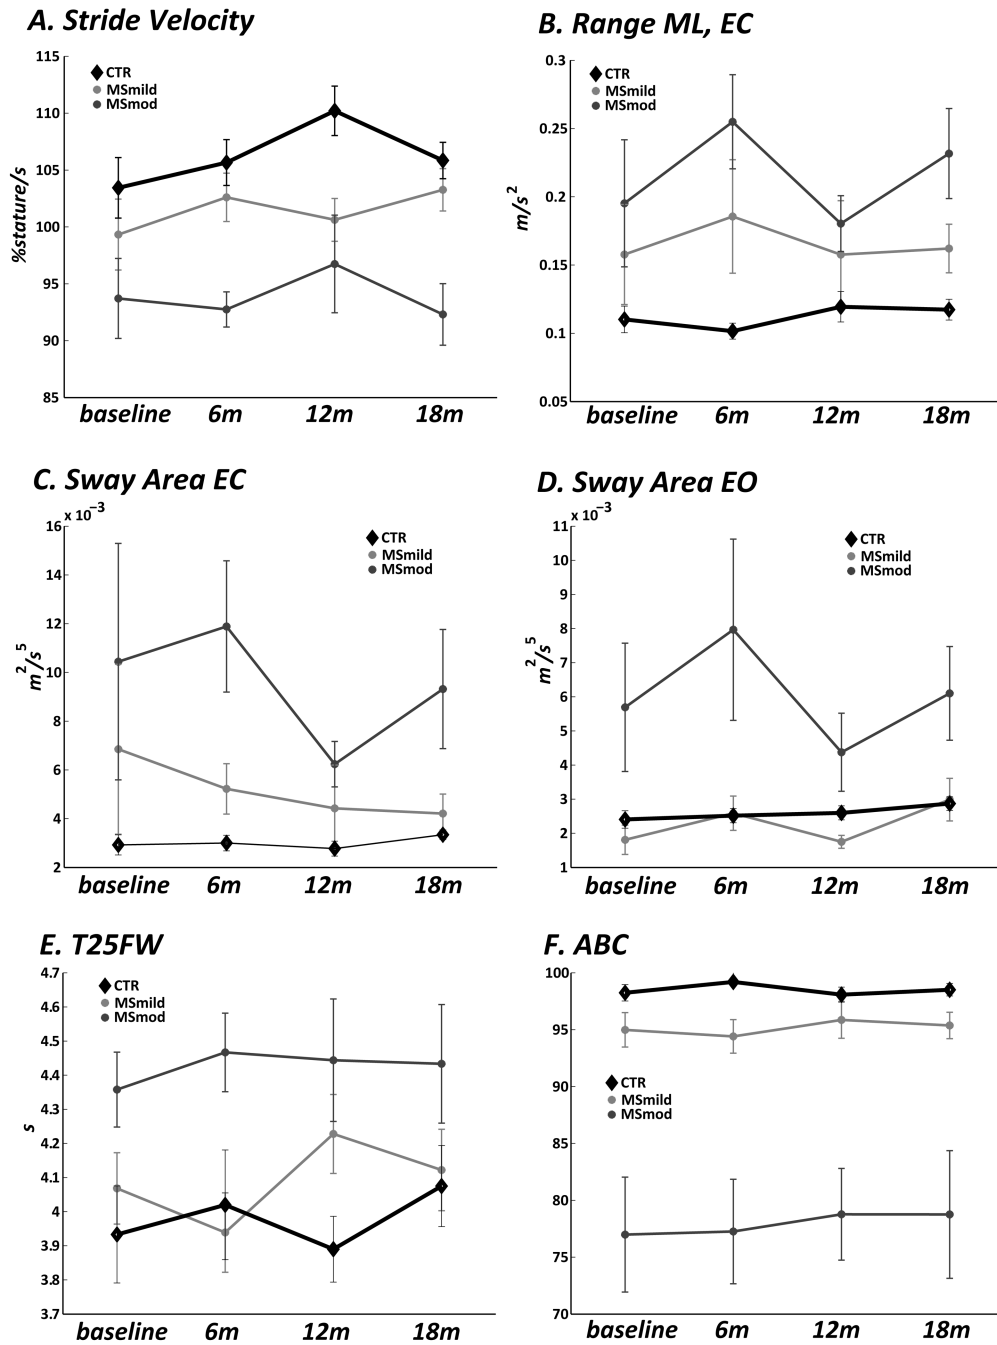 A. Stride Velocity
115
110
105
100
95
90
85
%stature/s
CTR
MSmild
MSmod
baseline 6m 12m 18m
B. Range ML, EC
0.3
0.25
0.2
0.15
0.1
0.05
m/s²
CTR
MSmild
MSmod
baseline 6m 12m 18m
C. Sway Area EC
x 10⁻³
16
14
12
10
8
6
4
2
m²/s⁵
CTR
MSmild
MSmod
baseline 6m 12m 18m
D. Sway Area EO
x 10⁻³
11
10
9
8
7
6
5
4
3
2
1
m²/s⁵
CTR
MSmild
MSmod
baseline 6m 12m 18m
E. T25FW
4.7
4.6
4.5
4.4
4.3
4.2
4.1
4
3.9
3.8
3.7
s
CTR
MSmild
MSmod
baseline 6m 12m 18m
F. ABC
100
95
90
85
80
75
70
CTR
MSmild
MSmod
baseline 6m 12m 18m